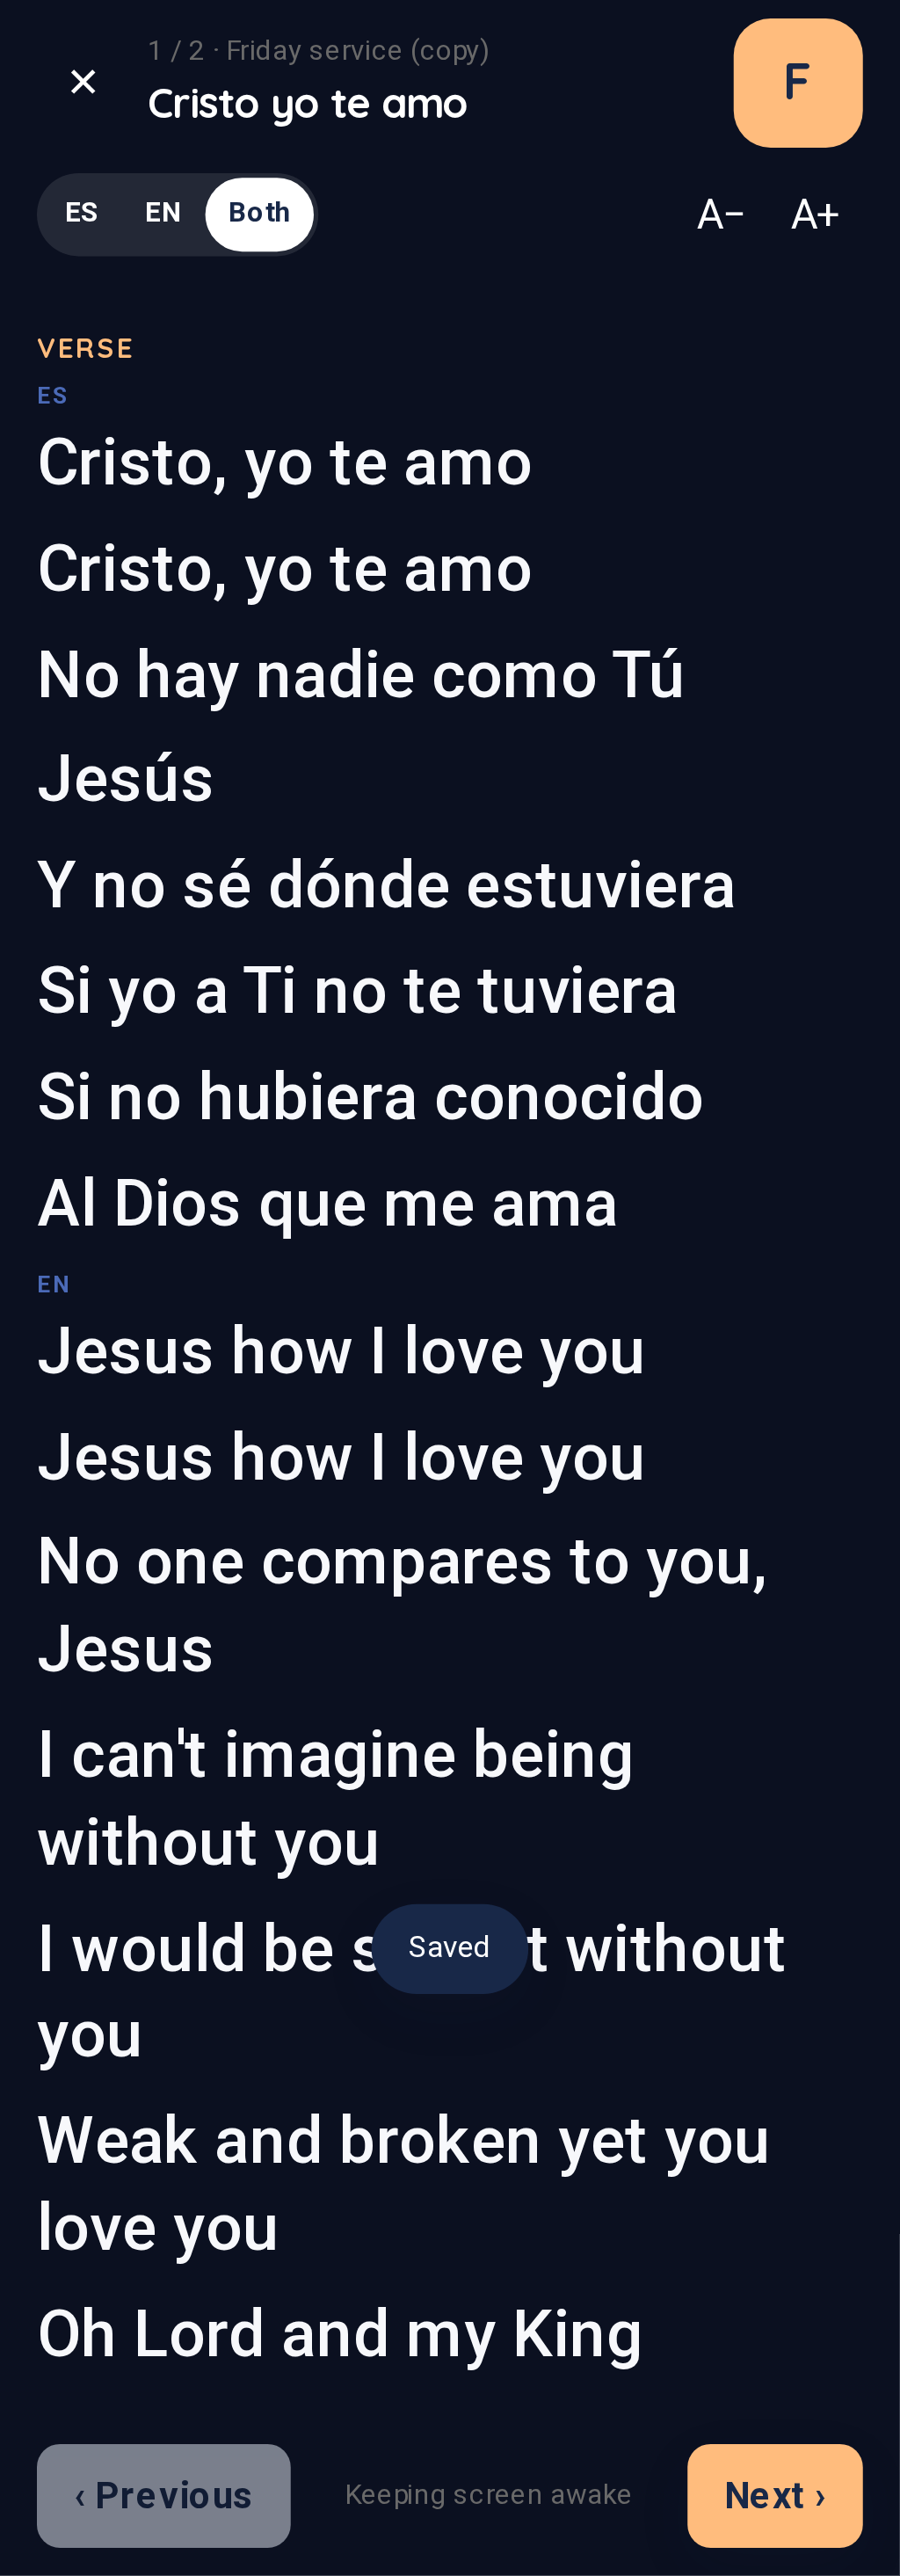 1 / 2 · Friday service (copy)
× Cristo yo te amo
F
ES EN Both A− A+
VERSE
ES
Cristo, yo te amo
Cristo, yo te amo
No hay nadie como Tú
Jesús
Y no sé dónde estuviera
Si yo a Ti no te tuviera
Si no hubiera conocido
Al Dios que me ama
EN
Jesus how I love you
Jesus how I love you
No one compares to you,
Jesus
I can't imagine being
without you
I would be without
Saved
you
Weak and broken yet you
love you
Oh Lord and my King
‹ Previous Keeping screen awake Next ›